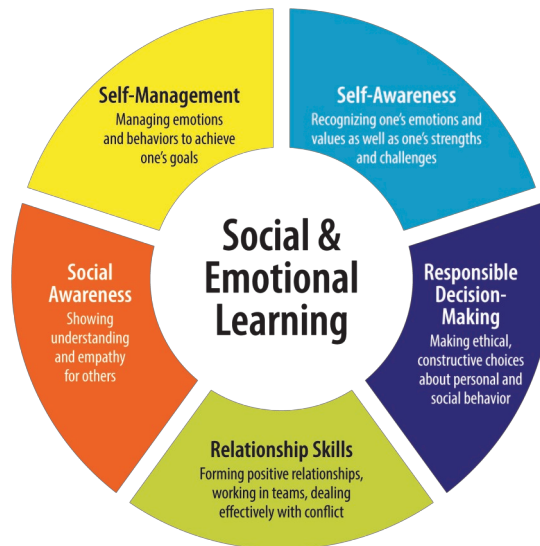 Self-Management
Managing emotions
and behaviors to achieve
one's goals
Self-Awareness
Recognizing one's emotions and
values as well as one's strengths
and challenges
Social &
Emotional
Learning
Social
Awareness
Showing
understanding
and empathy
for others
Responsible
Decision-
Making
Making ethical,
constructive choices
about personal and
social behavior
Relationship Skills
Forming positive relationships,
working in teams, dealing
effectively with conflict